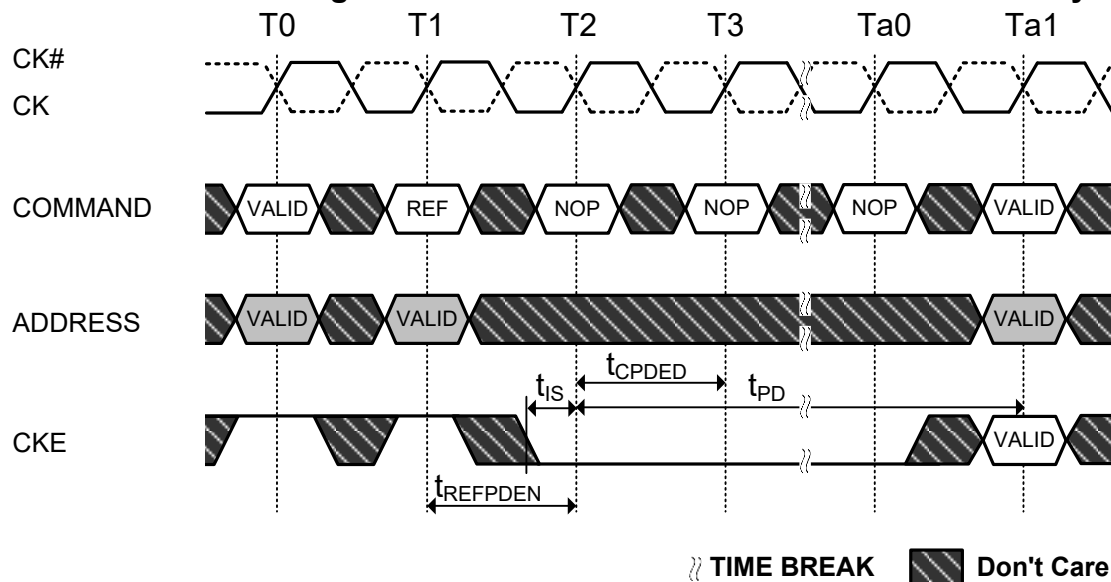 T0 T1 T2 T3 Ta0 Ta1
CK#
CK
COMMAND VALID REF NOP NOP NOP VALID
ADDRESS VALID VALID VALID
tCPDED
tIS tPD
CKE VALID
tREFPDEN
TIME BREAK Don't Care